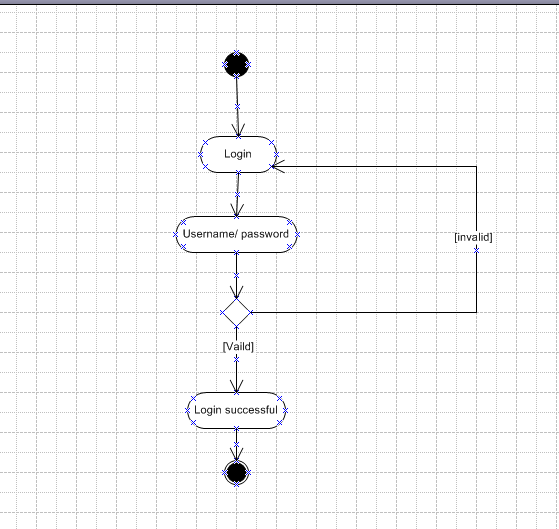 Login
Username/ password
[invalid]
[Vaild]
Login successful